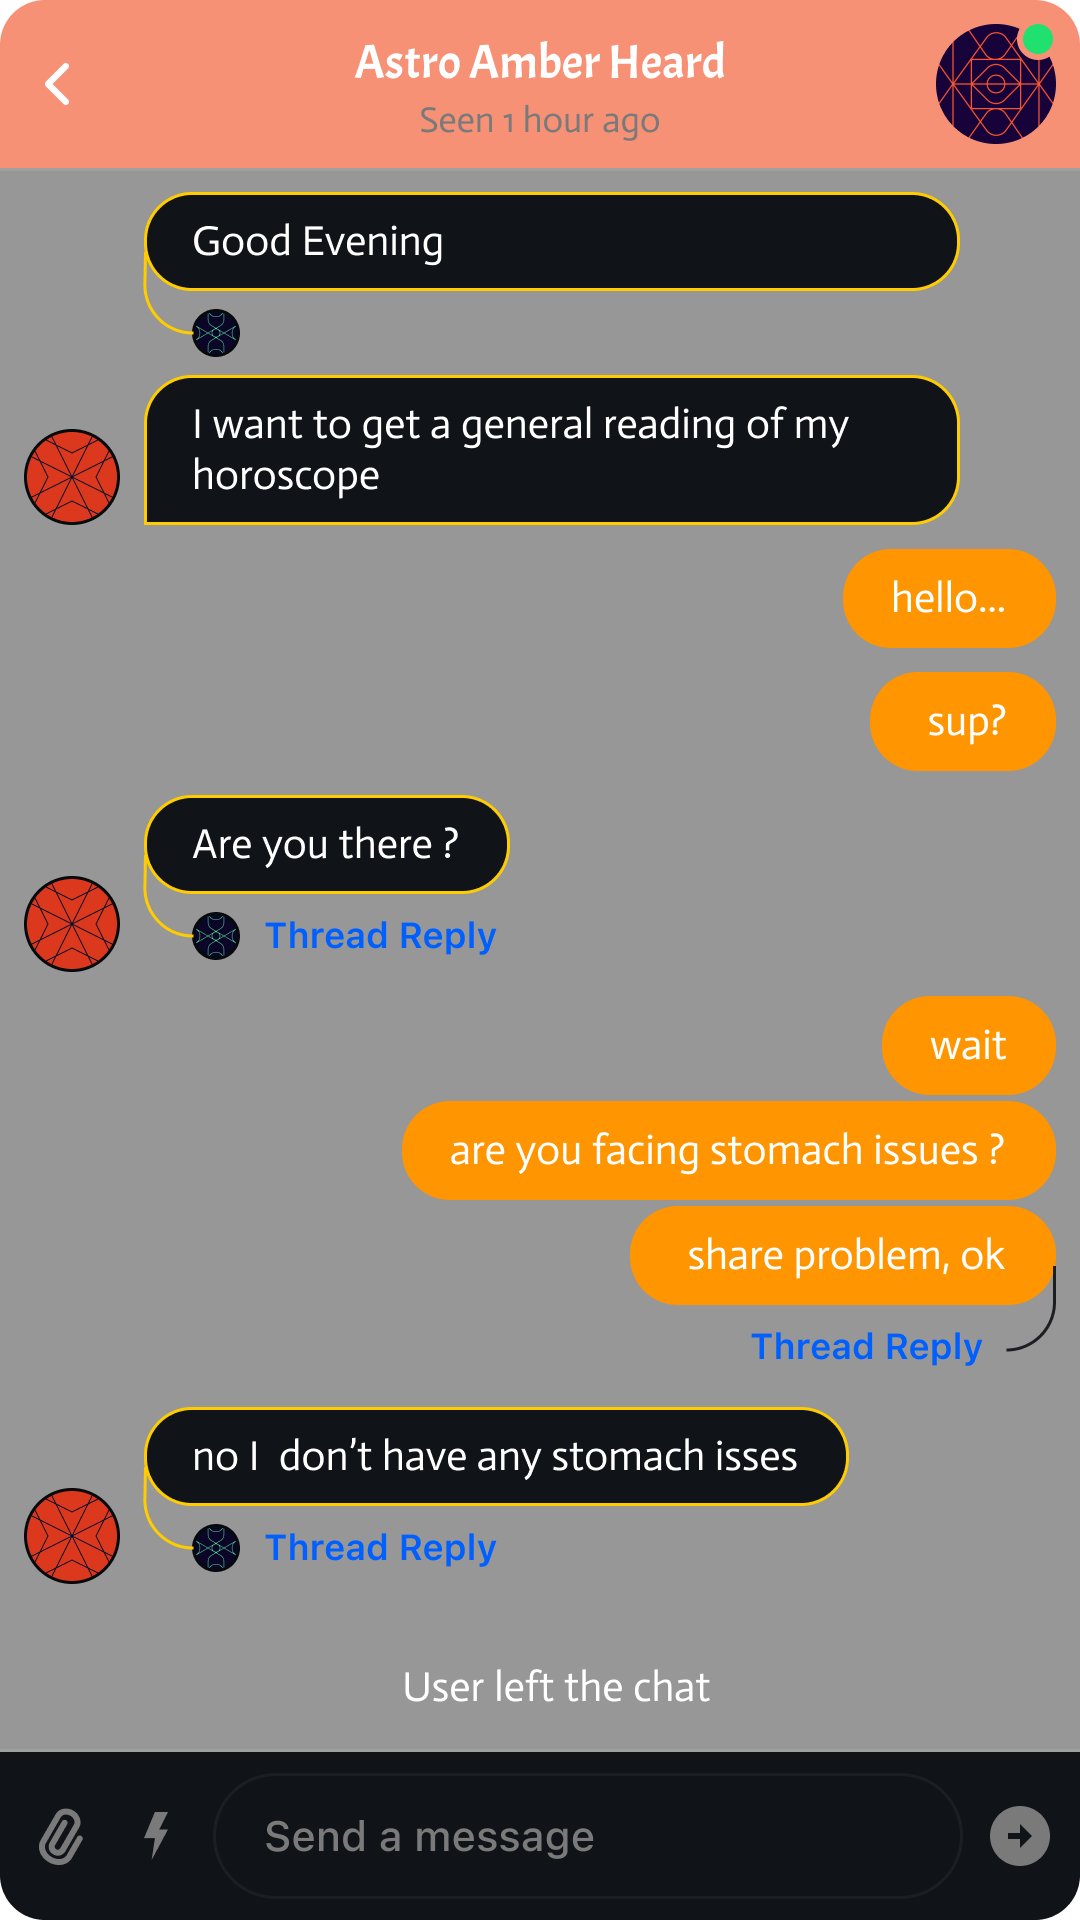 Astro Amber Heard
Seen 1 hour ago
Good Evening
I want to get a general reading of my
horoscope
hello...
sup?
Are you there ?
Thread Reply
wait
are you facing stomach issues ?
share problem, ok
Thread Reply
no I  don’t have any stomach isses
Thread Reply
User left the chat
Send a message